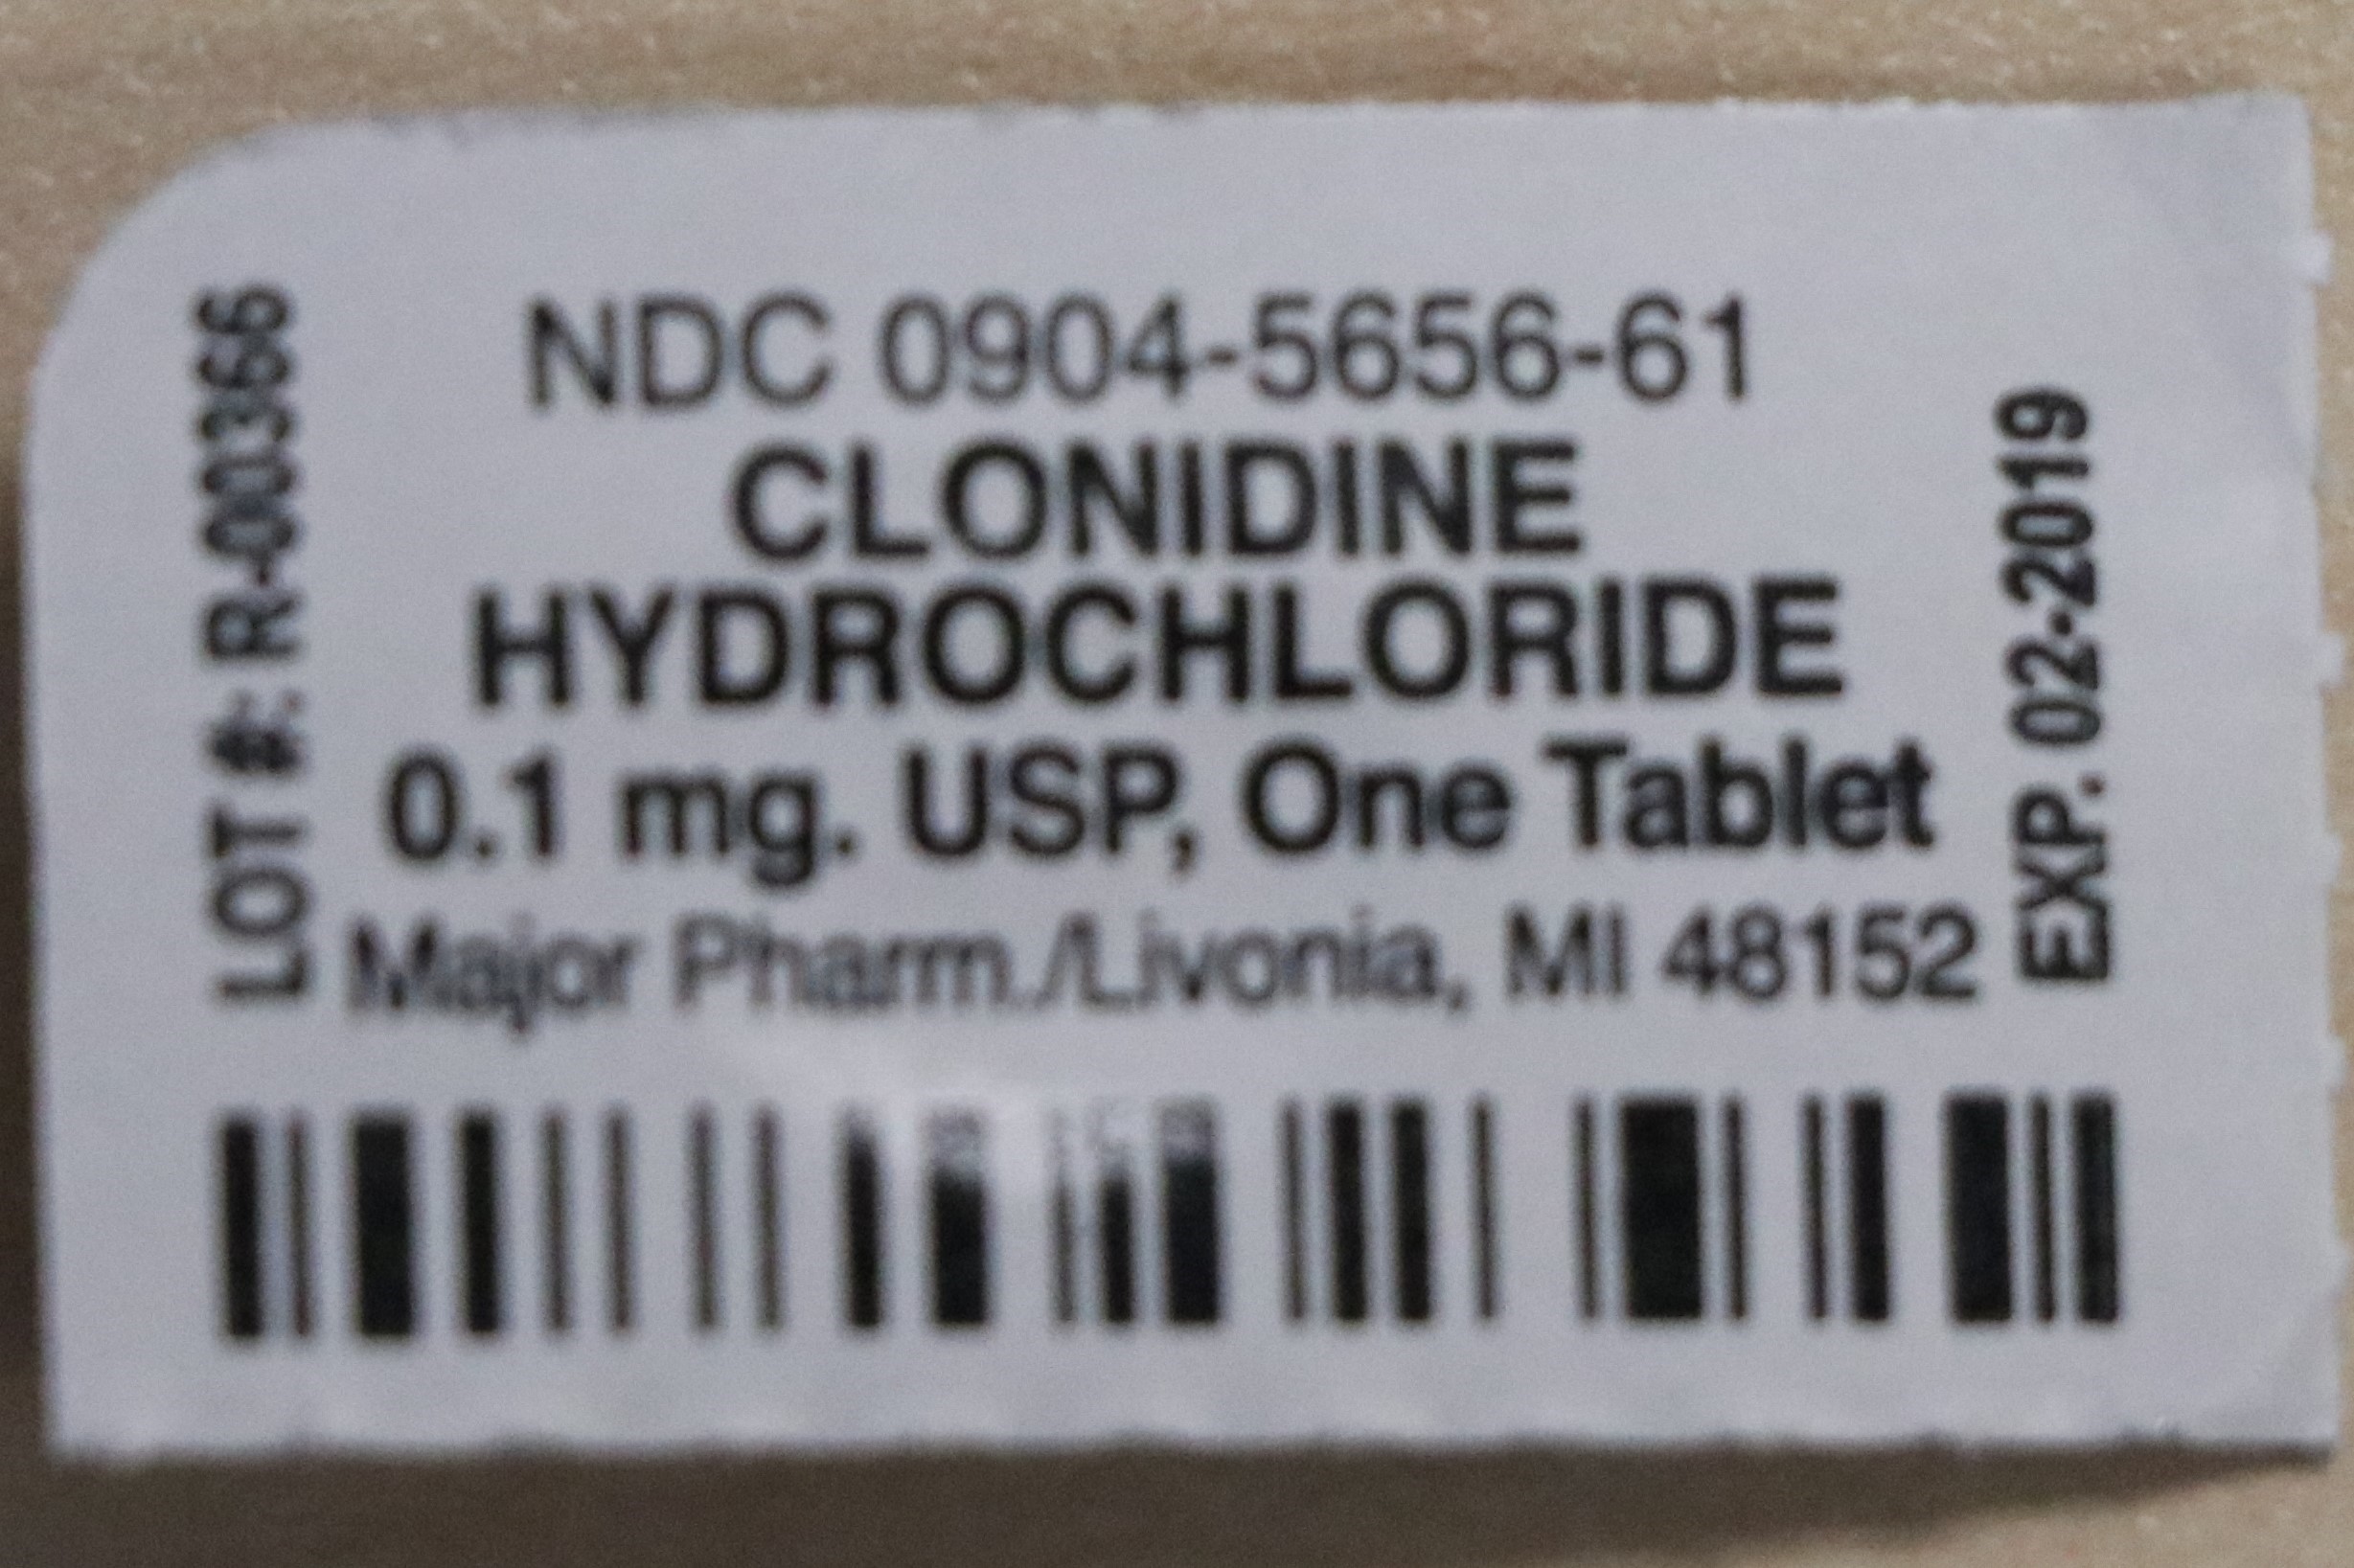 LOT #: R-00366
NDC 0904-5656-61
CLONIDINE
HYDROCHLORIDE
0.1 mg. USP, One Tablet
Major Pharm./Livonia, MI 48152
EXP. 02-2019